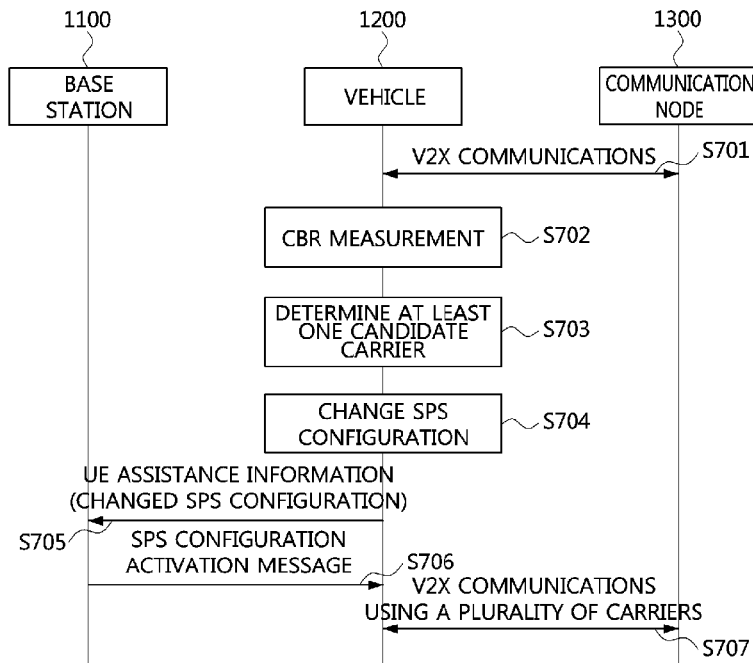 1100
1200
1300
BASE
STATION
VEHICLE
COMMUNICATION
NODE
V2X COMMUNICATIONS
S701
CBR MEASUREMENT
S702
DETERMINE AT LEAST
ONE CANDIDATE
CARRIER
S703
CHANGE SPS
CONFIGURATION
S704
UE ASSISTANCE INFORMATION
(CHANGED SPS CONFIGURATION)
S705
SPS CONFIGURATION
ACTIVATION MESSAGE
S706
V2X COMMUNICATIONS
USING A PLURALITY OF CARRIERS
S707